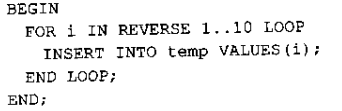 BEGIN
FOR i IN REVERSE 1..10 LOOP
INSERT INTO temp VALUES(i);
END LOOP;
END;